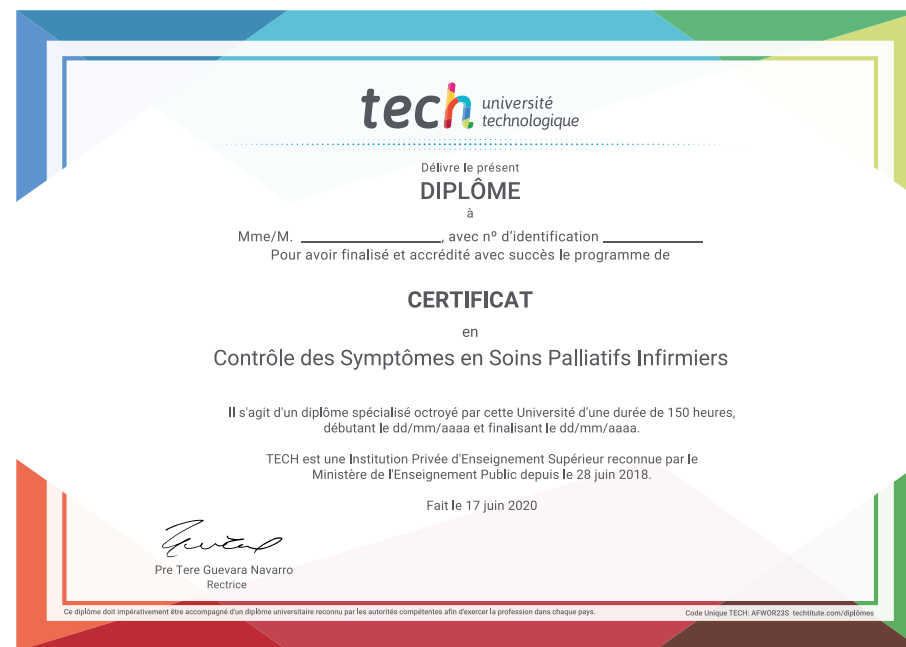 tech université
technologique
Délivre le présent
DIPLÔME
à
Mme/M. ____________________, avec nº d’identification ______________
Pour avoir finalisé et accrédité avec succès le programme de
CERTIFICAT
en
Contrôle des Symptômes en Soins Palliatifs Infirmiers
Il s'agit d'un diplôme spécialisé octroyé par cette Université d'une durée de 150 heures,
débutant le dd/mm/aaaa et finalisant le dd/mm/aaaa.
TECH est une Institution Privée d'Enseignement Supérieur reconnue par le
Ministère de l'Enseignement Public depuis le 28 juin 2018.
Fait le 17 juin 2020
Pre Tere Guevara Navarro
Rectrice
Ce diplôme doit impérativement être accompagné d'un diplôme universitaire reconnu par les autorités compétentes afin d'exercer la profession dans chaque pays.
Code Unique TECH: AFWOR23S techtitute.com/diplômes